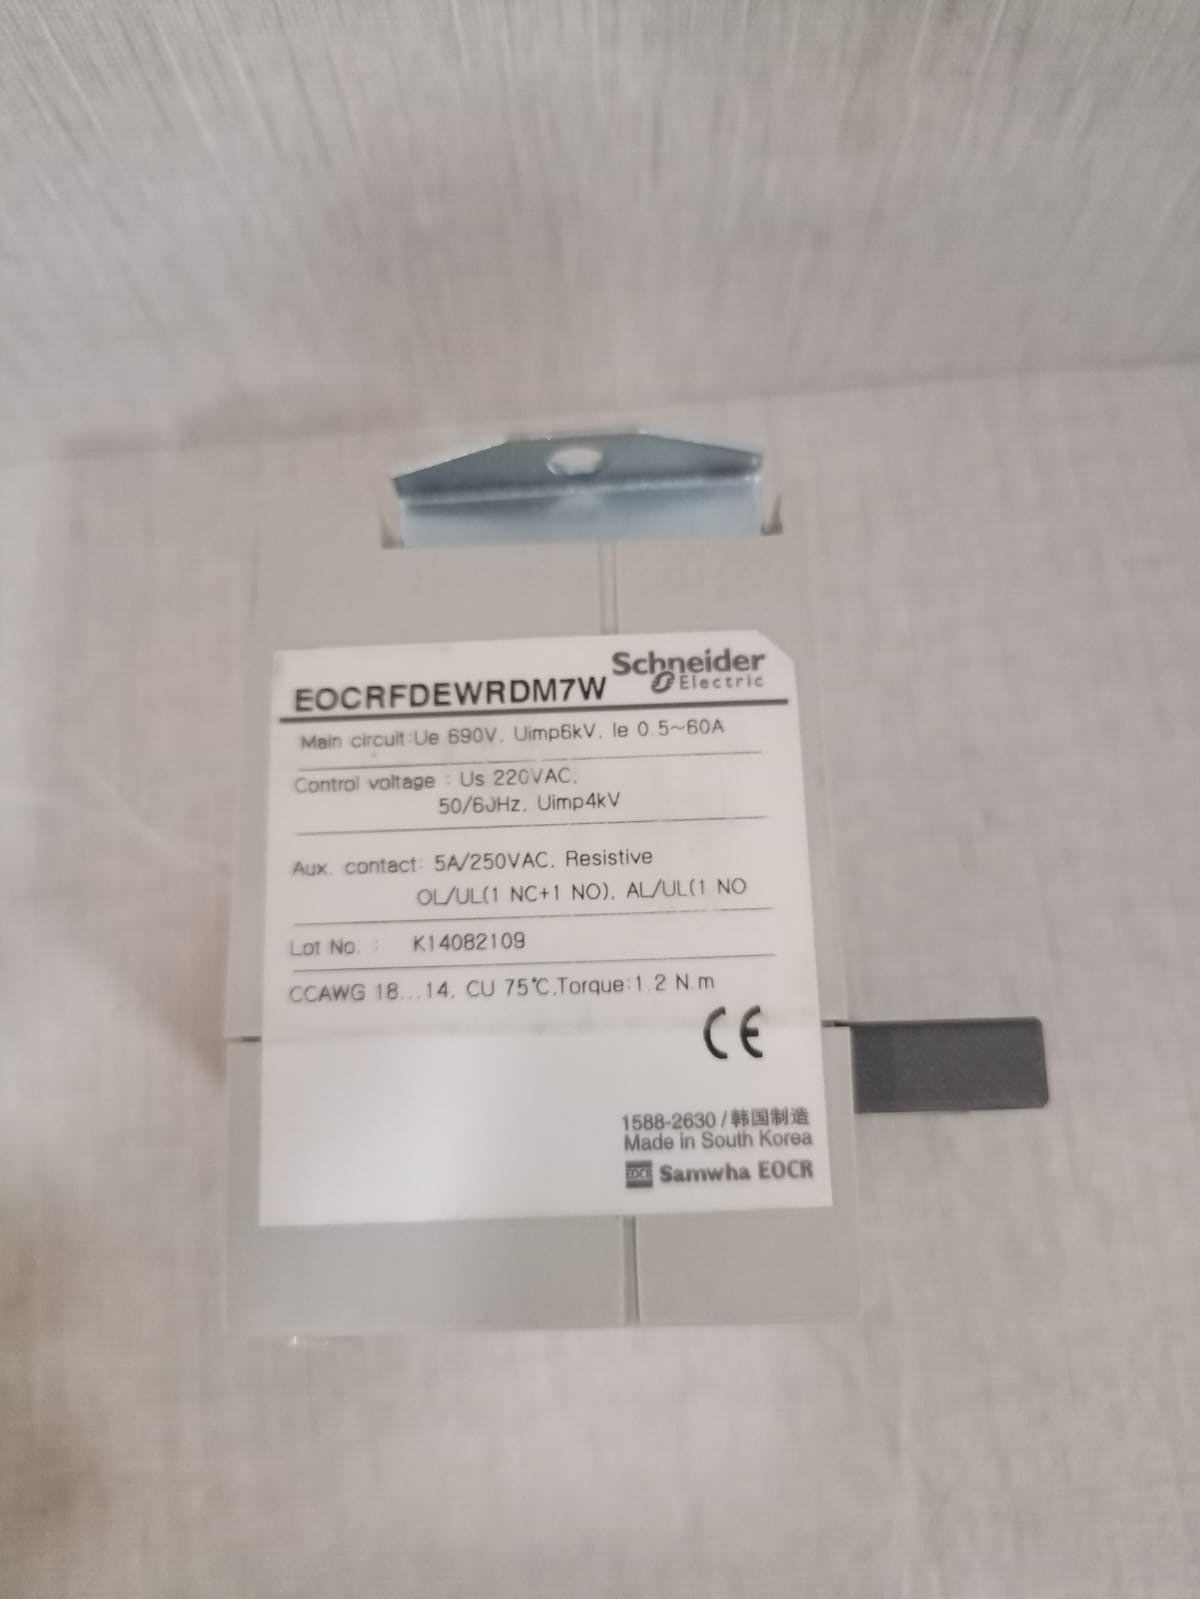 Schneider
Electric
EOCRFDEWRDM7W
Main circuit:Ue 690V, Uimp6kV, Ie 0.5~60A
Control voltage : Us 220VAC,
50/60Hz, Uimp4kV
Aux. contact: 5A/250VAC, Resistive
OL/UL(1 NC+1 NO), AL/UL(1 NO
Lot No. : K14082109
CCAWG 18...14, CU 75℃,Torque:1.2 N.m
CE
1588-2630 / 韩国制造
Made in South Korea
EOCR Samwha EOCR